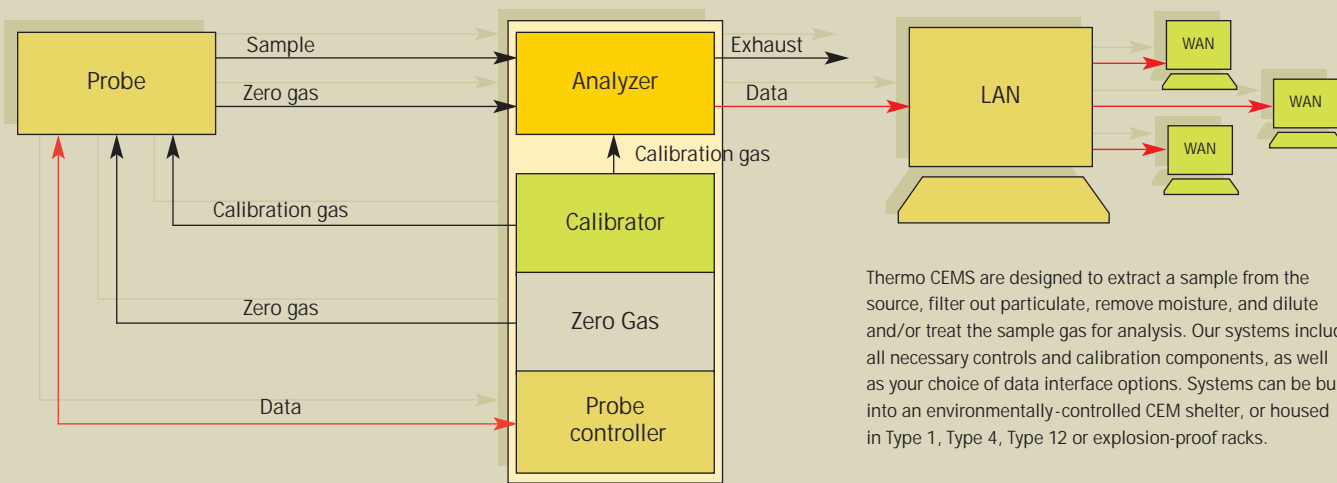 Probe
Sample
Zero gas
Analyzer
Exhaust
Data
LAN
WAN
WAN
WAN
Calibration gas
Calibration gas
Calibrator
Zero gas
Zero Gas
Data
Probe
controller
Thermo CEMS are designed to extract a sample from the
source, filter out particulate, remove moisture, and dilute
and/or treat the sample gas for analysis. Our systems includ
all necessary controls and calibration components, as well
as your choice of data interface options. Systems can be bu
into an environmentally-controlled CEM shelter, or housed
in Type 1, Type 4, Type 12 or explosion-proof racks.